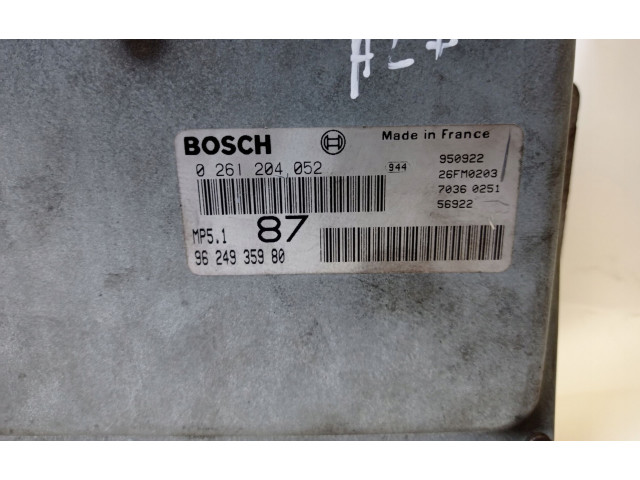 BOSCH Made in France
0 261 204 052 944 950922
26FM0203
7036 0251
56922
MP5.1 87
96 249 359 80